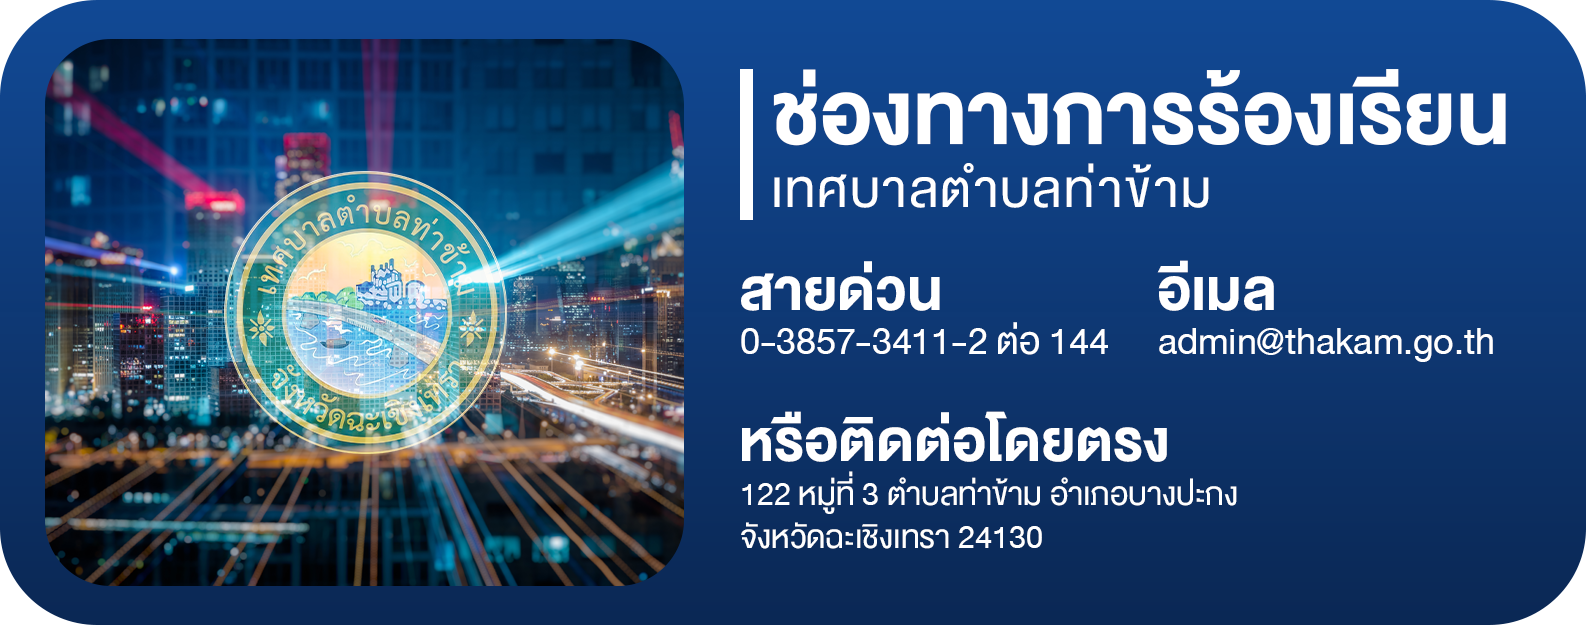 เทศบาลตำบลท่าข้าม
จังหวัดฉะเชิงเทรา
ช่องทางการร้องเรียน
เทศบาลตำบลท่าข้าม
สายด่วน
0-3857-3411-2 ต่อ 144
อีเมล
admin@thakam.go.th
หรือติดต่อโดยตรง
122 หมู่ที่ 3 ตำบลท่าข้าม อำเภอบางปะกง
จังหวัดฉะเชิงเทรา 24130